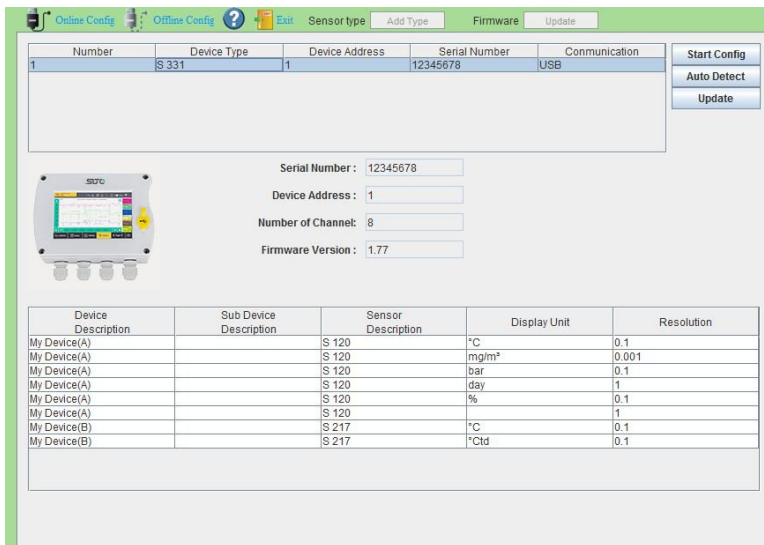 Online Config Offline Config ? Exit Sensor type Add Type Firmware Update
Number Device Type Device Address Serial Number Conmunication
1 S 331 1 12345678 USB
Start Config
Auto Detect
Update
SUTO
Serial Number : 12345678
Device Address : 1
Number of Channel: 8
Firmware Version : 1.77
Device Description Sub Device Description Sensor Description Display Unit Resolution
My Device(A) S 120 °C 0.1
My Device(A) S 120 mg/m³ 0.001
My Device(A) S 120 bar 0.1
My Device(A) S 120 day 1
My Device(A) S 120 % 0.1
My Device(A) S 120 1
My Device(B) S 217 °C 0.1
My Device(B) S 217 °Ctd 0.1